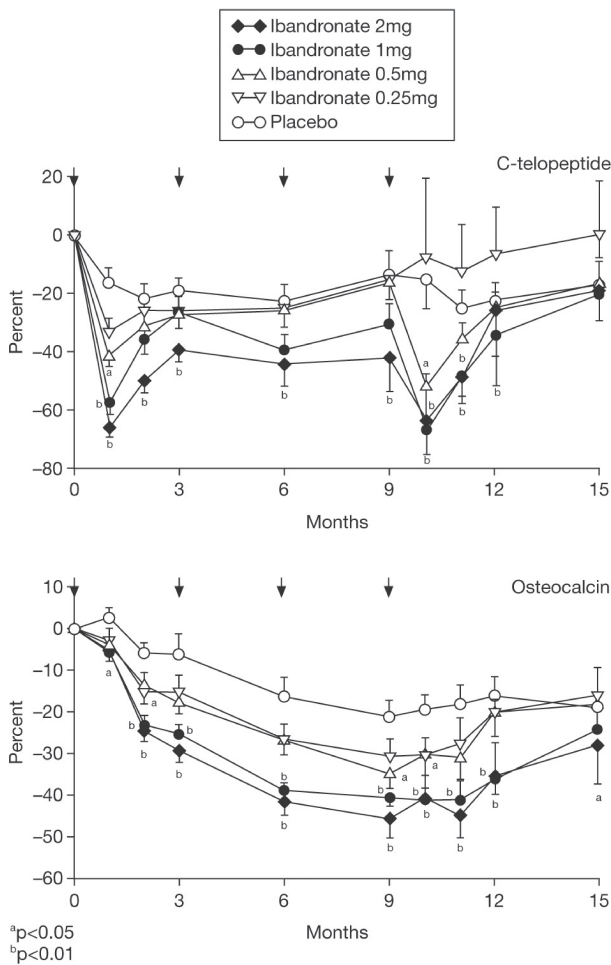 Ibandronate 2mg
Ibandronate 1mg
Ibandronate 0.5mg
Ibandronate 0.25mg
Placebo
C-telopeptide
20
0
–20
–40
–60
–80
Percent
a
b
b
b
b
b
a
b
b
b
b
b
b
0
3
6
9
12
15
Months
Osteocalcin
10
0
–10
–20
–30
–40
–50
–60
Percent
a
a
b
b
b
b
b
b
b
a
a
b
b
b
b
b
b
b
a
0
3
6
9
12
15
Months
ap<0.05
bp<0.01